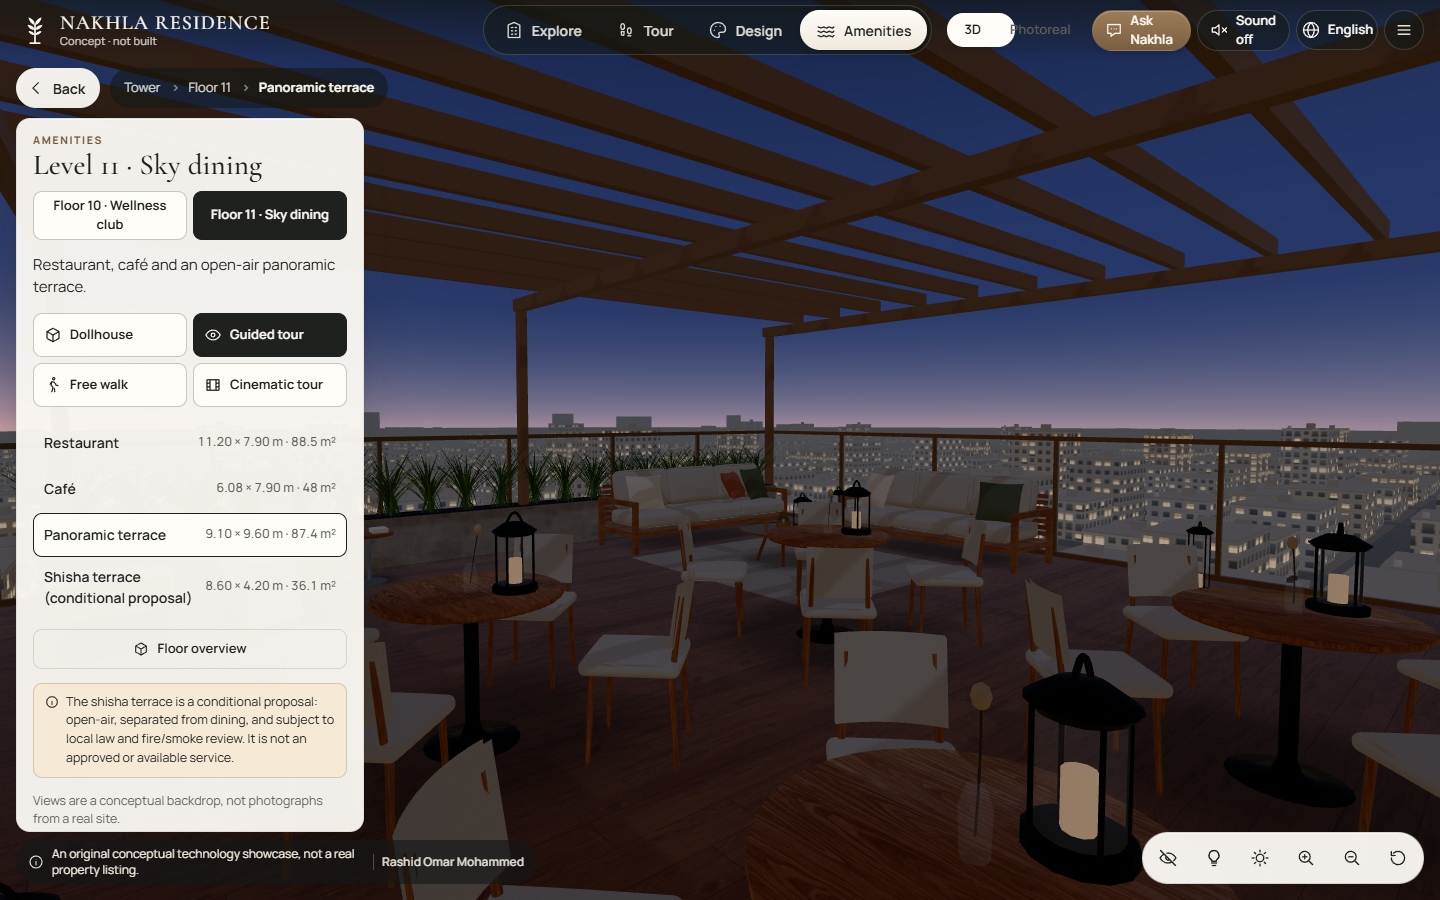 NAKHLA RESIDENCE
Concept · not built
Explore
Tour
Design
Amenities
3D
Photoreal
Ask
Nakhla
Sound
off
English
Back
Tower › Floor 11 › Panoramic terrace
AMENITIES
Level 11 · Sky dining
Floor 10 · Wellness
club
Floor 11 · Sky dining
Restaurant, café and an open-air panoramic
terrace.
Dollhouse
Guided tour
Free walk
Cinematic tour
Restaurant 11.20 × 7.90 m · 88.5 m²
Café 6.08 × 7.90 m · 48 m²
Panoramic terrace 9.10 × 9.60 m · 87.4 m²
Shisha terrace
(conditional proposal) 8.60 × 4.20 m · 36.1 m²
Floor overview
The shisha terrace is a conditional proposal:
open-air, separated from dining, and subject to
local law and fire/smoke review. It is not an
approved or available service.
Views are a conceptual backdrop, not photographs
from a real site.
An original conceptual technology showcase, not a real
property listing.
Rashid Omar Mohammed